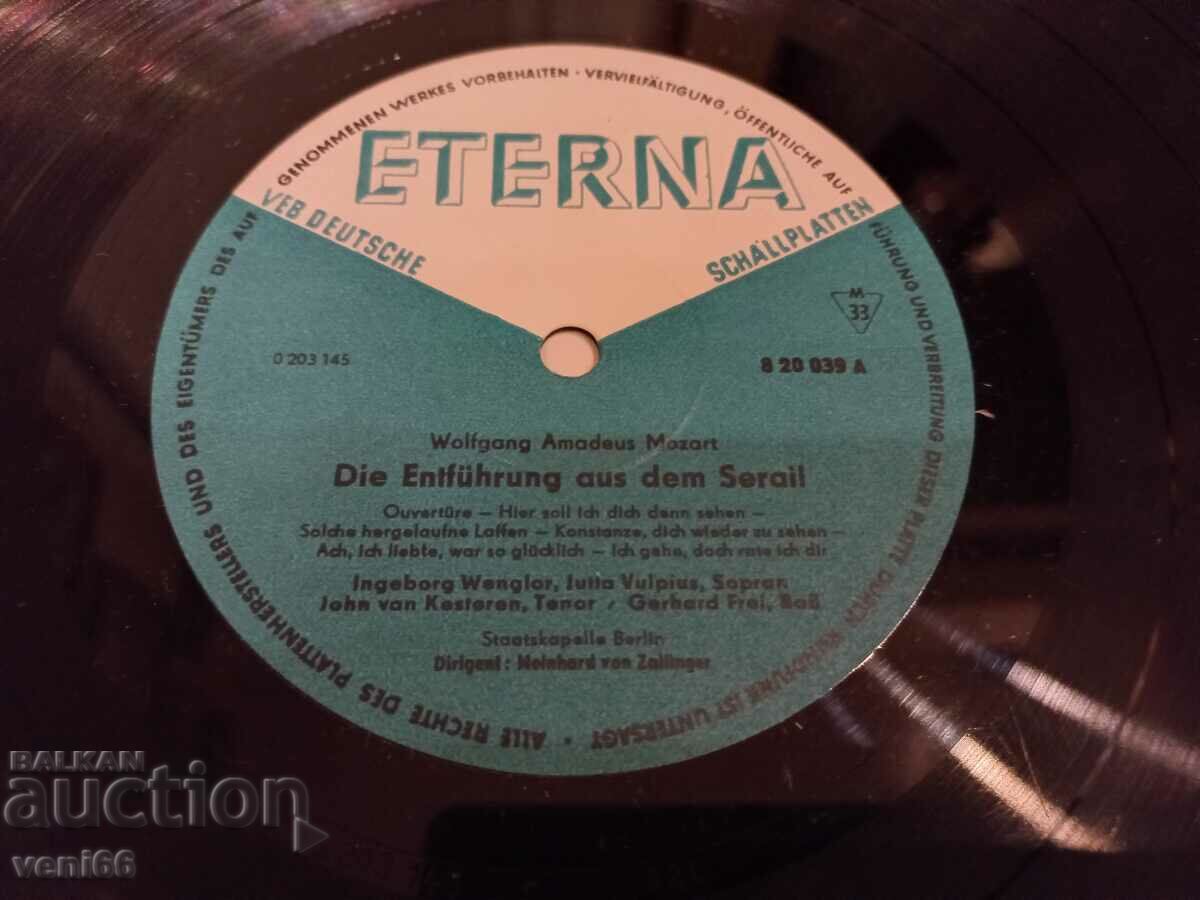 GENOMMENEN WERKES VORBEHALTEN · VERVIELFÄLTIGUNG, ÖFFENTLICHE AUF
ETERNA
VEB DEUTSCHE SCHALLPLATTEN
FÜHRUNG UND VERBREITUNG DIESER PLATTE DURCH RUNDFUNK IST UNTERSAGT · ALLE RECHTE DES PLATTENHERSTELLERS UND DES EIGENTÜMERS DES AUF
M
33
0 203 145
8 20 039 A
Wolfgang Amadeus Mozart
Die Entführung aus dem Serail
Ouvertüre – Hier soll ich dich denn sehen –
Solche hergelaufne Laffen – Konstanze, dich wieder zu sehen –
Ach, ich liebte, war so glücklich – Ich gehe, doch rate ich dir
Ingeborg Wenglor, Jutta Vulpius, Sopran
John van Kesteren, Tenor / Gerhard Frei, Baß
Staatskapelle Berlin
Dirigent: Meinhard von Zallinger
BALKAN
auction
veni66